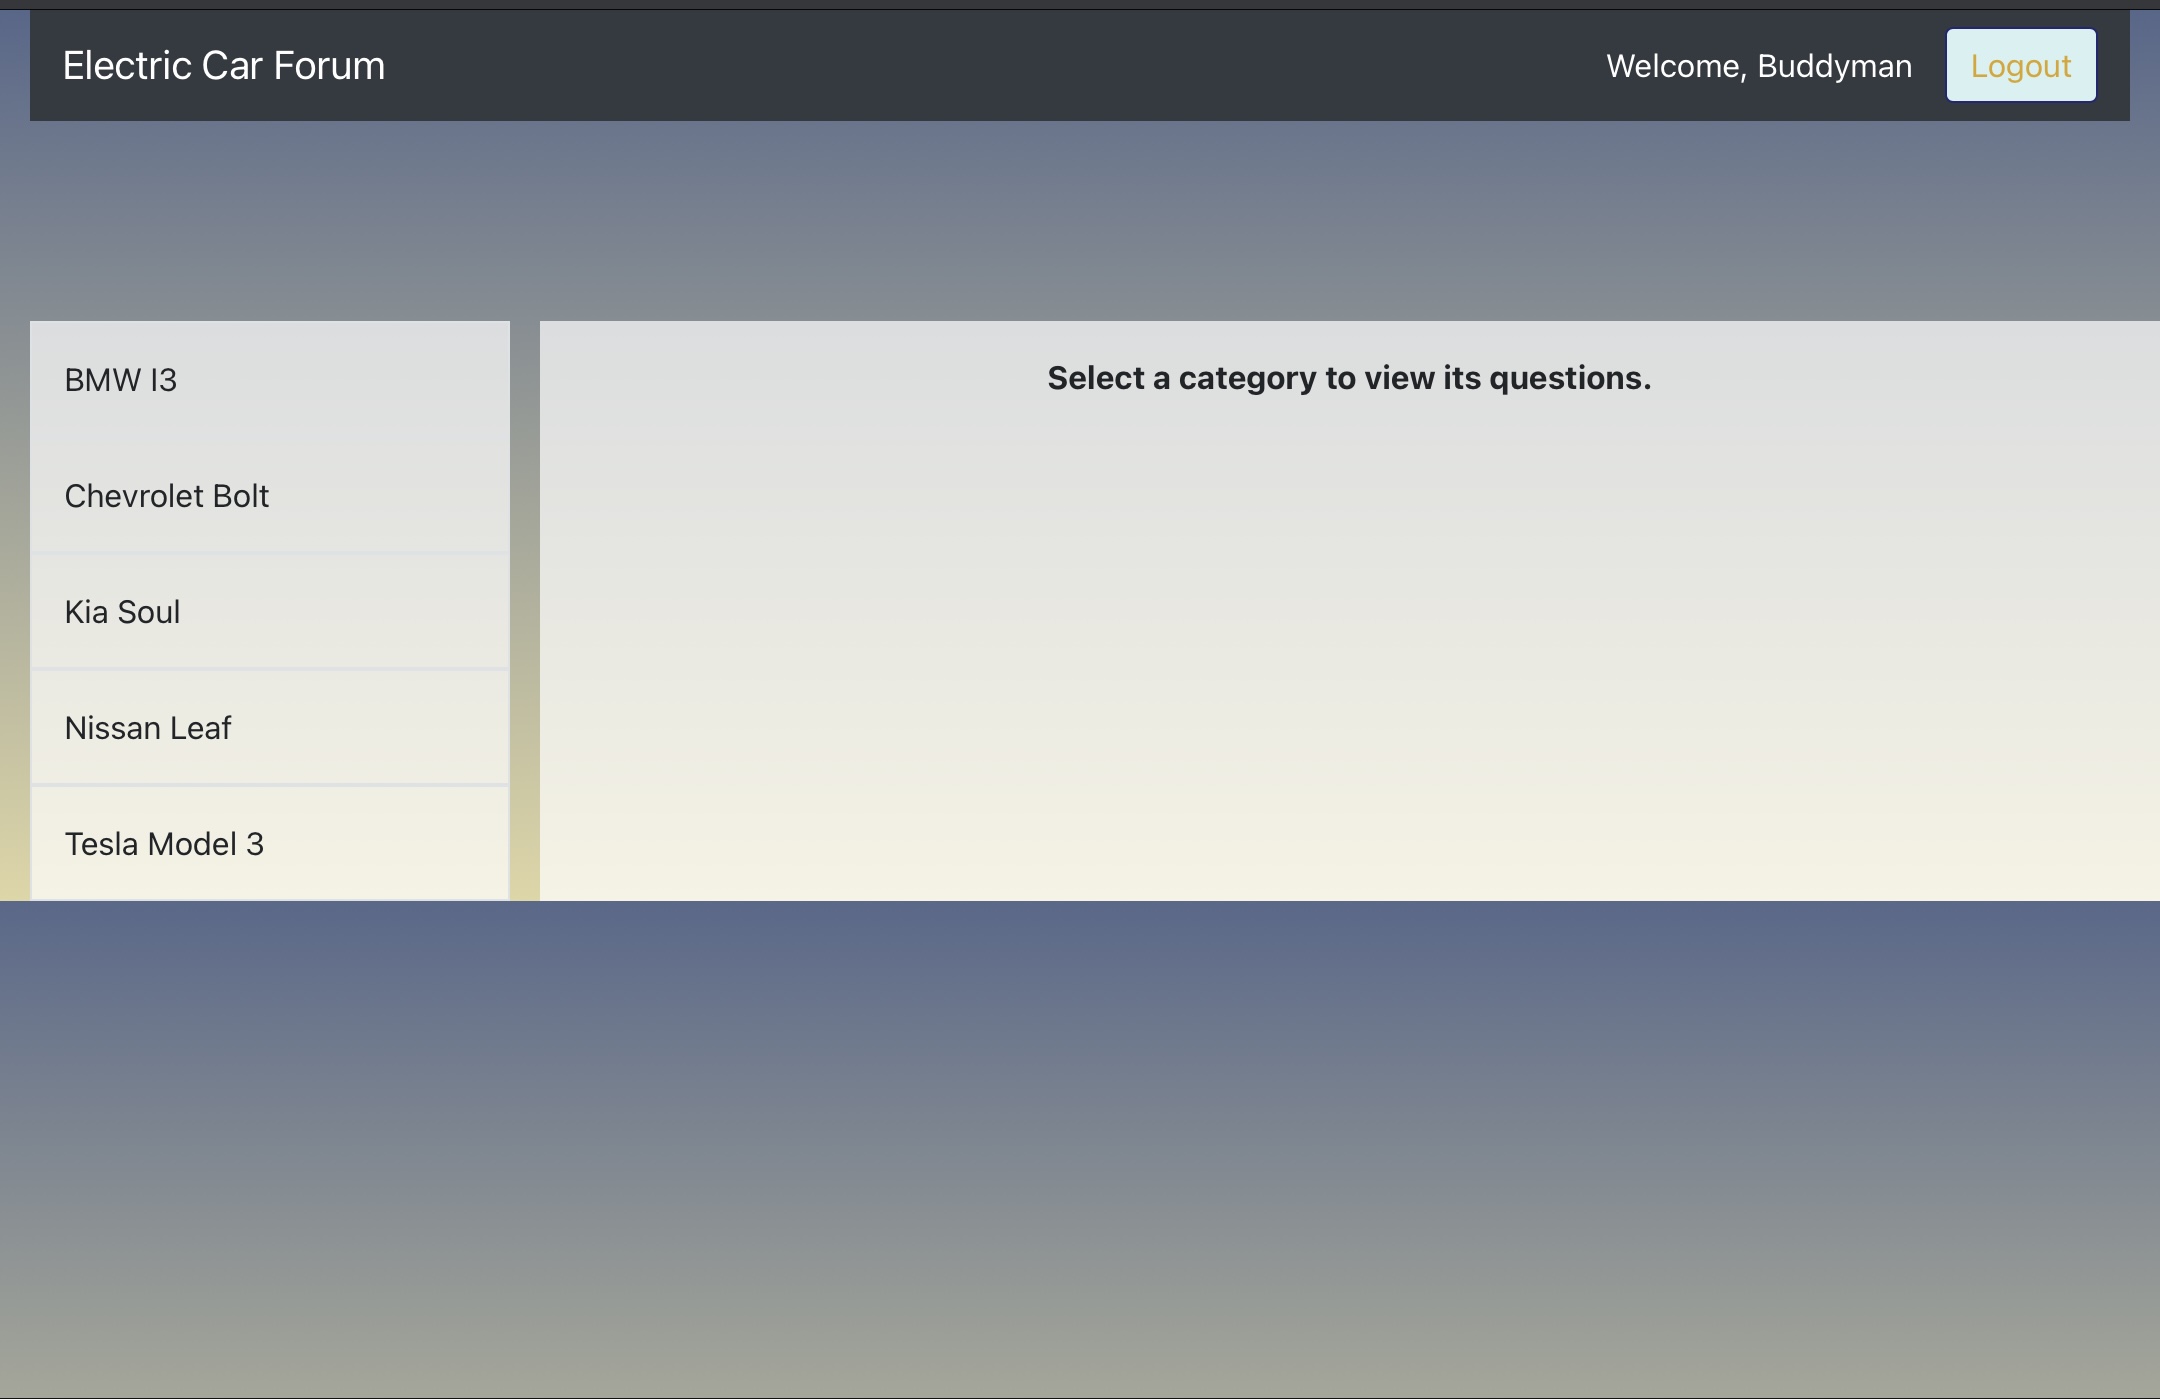 Electric Car Forum
Welcome, Buddyman
Logout
BMW I3
Chevrolet Bolt
Kia Soul
Nissan Leaf
Tesla Model 3
Select a category to view its questions.